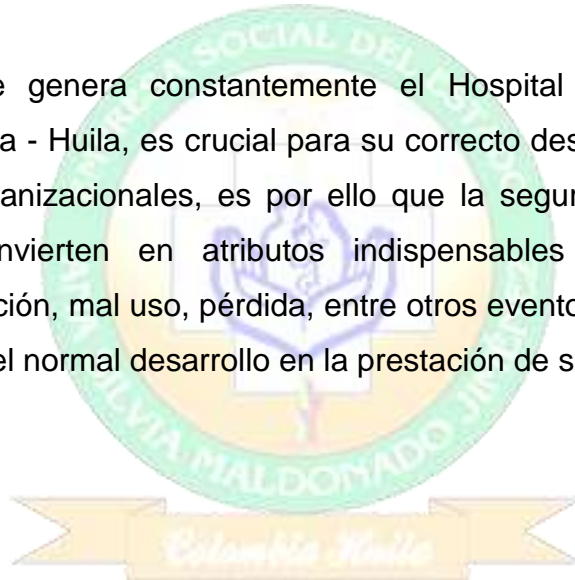 e genera constantemente el Hospital
a - Huila, es crucial para su correcto des
anizacionales, es por ello que la segur
nvierten en atributos indispensables
ción, mal uso, pérdida, entre otros evento
el normal desarrollo en la prestación de s
SOCIAL DEL
MALDONADO
Colombia Huila